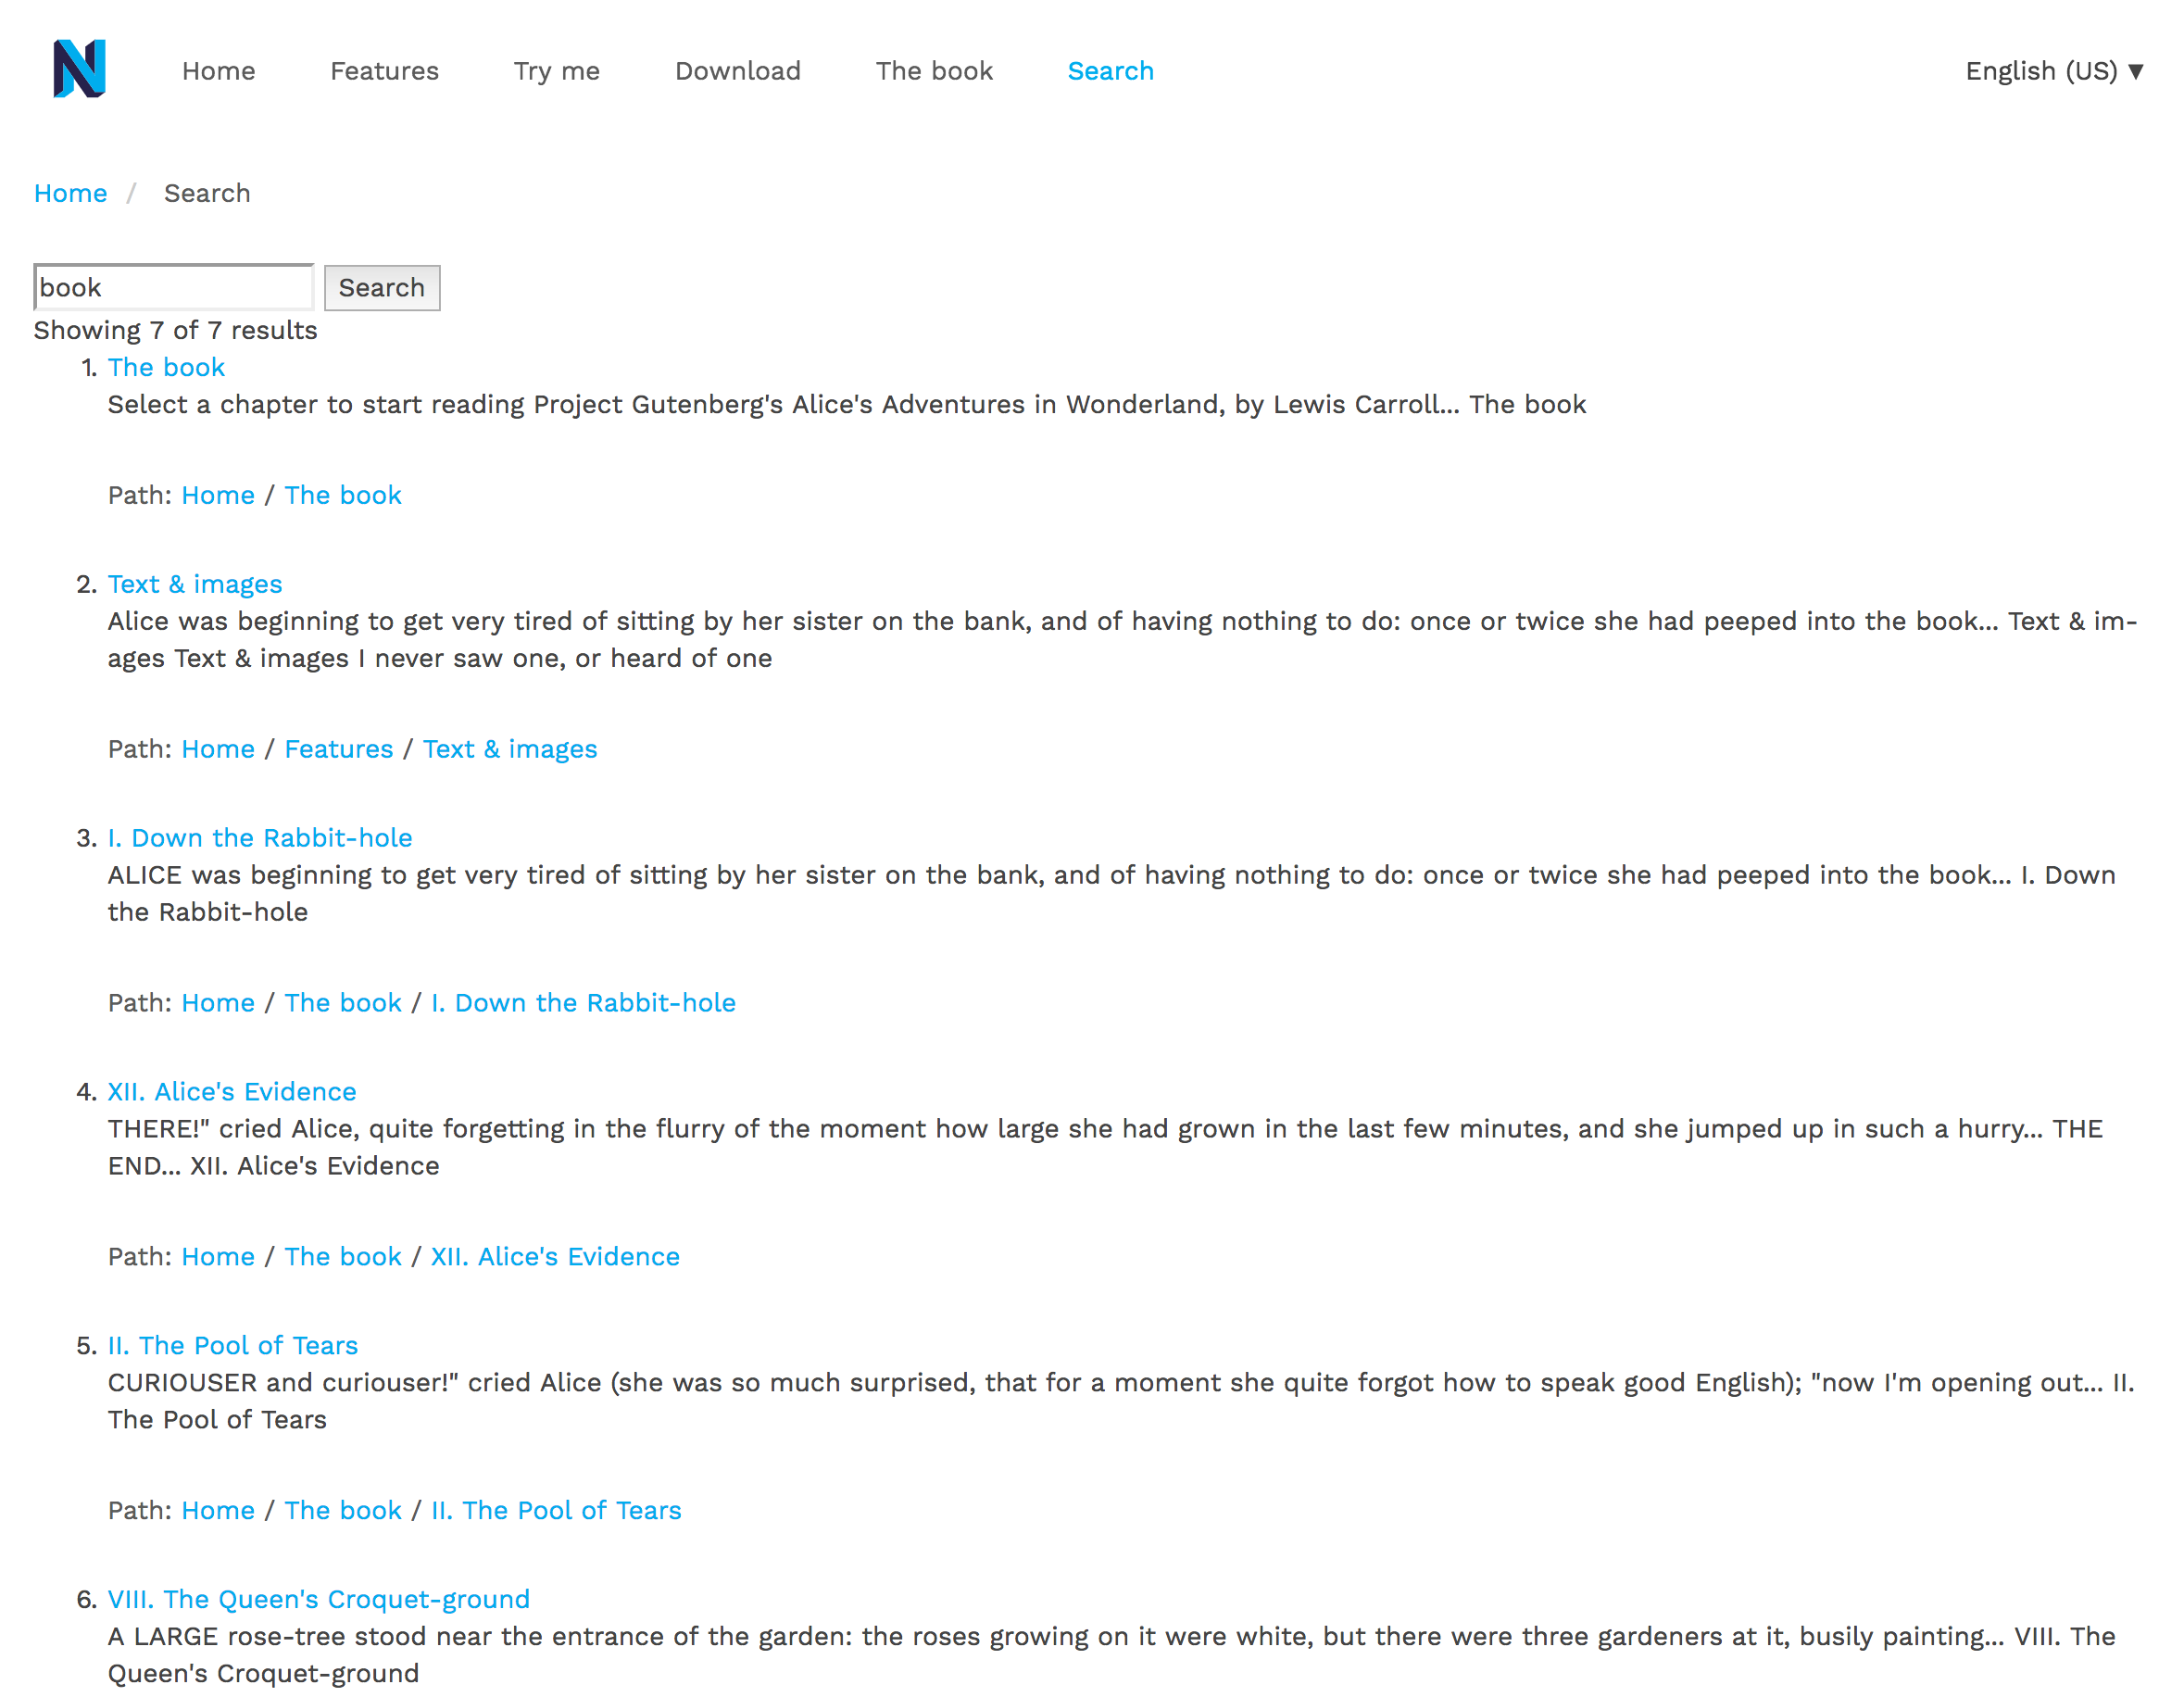 Home Features Try me Download The book Search English (US) ▼
Home / Search
book Search
Showing 7 of 7 results
1. The book
Select a chapter to start reading Project Gutenberg's Alice's Adventures in Wonderland, by Lewis Carroll... The book
Path: Home / The book
2. Text & images
Alice was beginning to get very tired of sitting by her sister on the bank, and of having nothing to do: once or twice she had peeped into the book... Text & im-
ages Text & images I never saw one, or heard of one
Path: Home / Features / Text & images
3. I. Down the Rabbit-hole
ALICE was beginning to get very tired of sitting by her sister on the bank, and of having nothing to do: once or twice she had peeped into the book... I. Down
the Rabbit-hole
Path: Home / The book / I. Down the Rabbit-hole
4. XII. Alice's Evidence
THERE!" cried Alice, quite forgetting in the flurry of the moment how large she had grown in the last few minutes, and she jumped up in such a hurry... THE
END... XII. Alice's Evidence
Path: Home / The book / XII. Alice's Evidence
5. II. The Pool of Tears
CURIOUSER and curiouser!" cried Alice (she was so much surprised, that for a moment she quite forgot how to speak good English); "now I'm opening out... II.
The Pool of Tears
Path: Home / The book / II. The Pool of Tears
6. VIII. The Queen's Croquet-ground
A LARGE rose-tree stood near the entrance of the garden: the roses growing on it were white, but there were three gardeners at it, busily painting... VIII. The
Queen's Croquet-ground